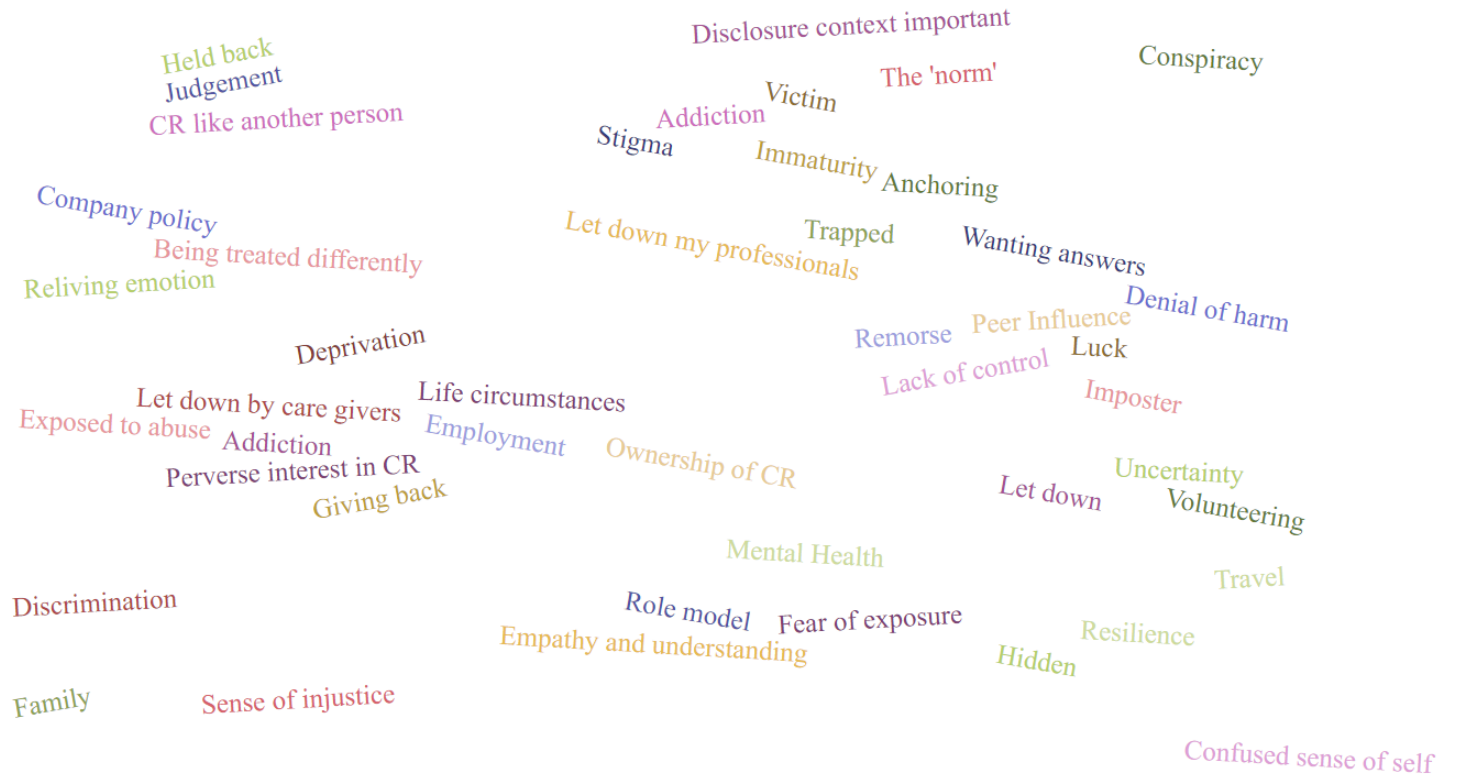 Disclosure context important
Held back
Conspiracy
Judgement
The 'norm'
Victim
CR like another person
Addiction
Stigma
Immaturity
Anchoring
Company policy
Let down my professionals
Trapped
Wanting answers
Being treated differently
Reliving emotion
Denial of harm
Deprivation
Remorse
Peer Influence
Luck
Lack of control
Let down by care givers
Life circumstances
Imposter
Exposed to abuse
Addiction
Employment
Ownership of CR
Perverse interest in CR
Uncertainty
Giving back
Let down
Volunteering
Mental Health
Travel
Discrimination
Role model
Fear of exposure
Resilience
Empathy and understanding
Hidden
Family
Sense of injustice
Confused sense of self